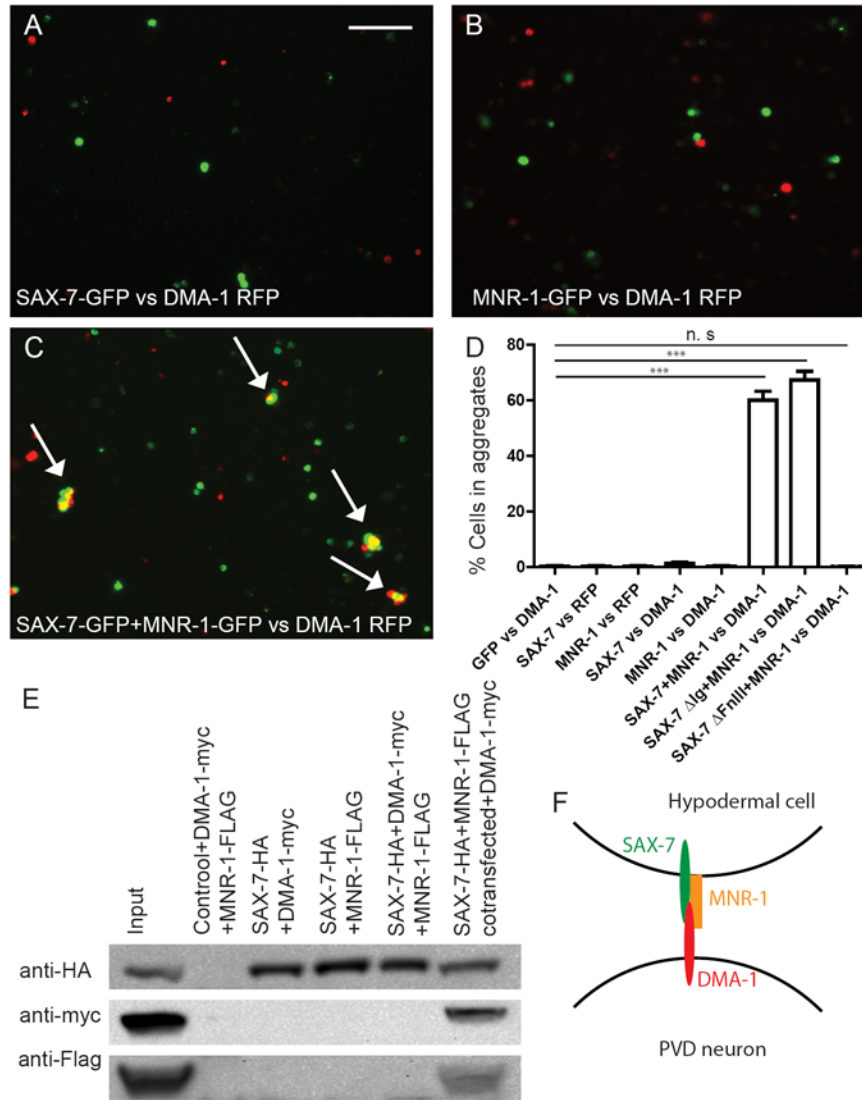 A
SAX-7-GFP vs DMA-1 RFP
B
MNR-1-GFP vs DMA-1 RFP
C
SAX-7-GFP+MNR-1-GFP vs DMA-1 RFP
D
n. s
***
***
% Cells in aggregates
80
60
40
20
0
GFP vs DMA-1
SAX-7 vs RFP
MNR-1 vs RFP
SAX-7 vs DMA-1
MNR-1 vs DMA-1
SAX-7+MNR-1 vs DMA-1
SAX-7 ΔIg+MNR-1 vs DMA-1
SAX-7 ΔFnIII+MNR-1 vs DMA-1
E
Input
Controol+DMA-1-myc
+MNR-1-FLAG
SAX-7-HA
+DMA-1-myc
SAX-7-HA
+MNR-1-FLAG
SAX-7-HA+DMA-1-myc
+MNR-1-FLAG
SAX-7-HA+MNR-1-FLAG
cotransfected+DMA-1-myc
anti-HA
anti-myc
anti-Flag
F
Hypodermal cell
SAX-7
MNR-1
DMA-1
PVD neuron